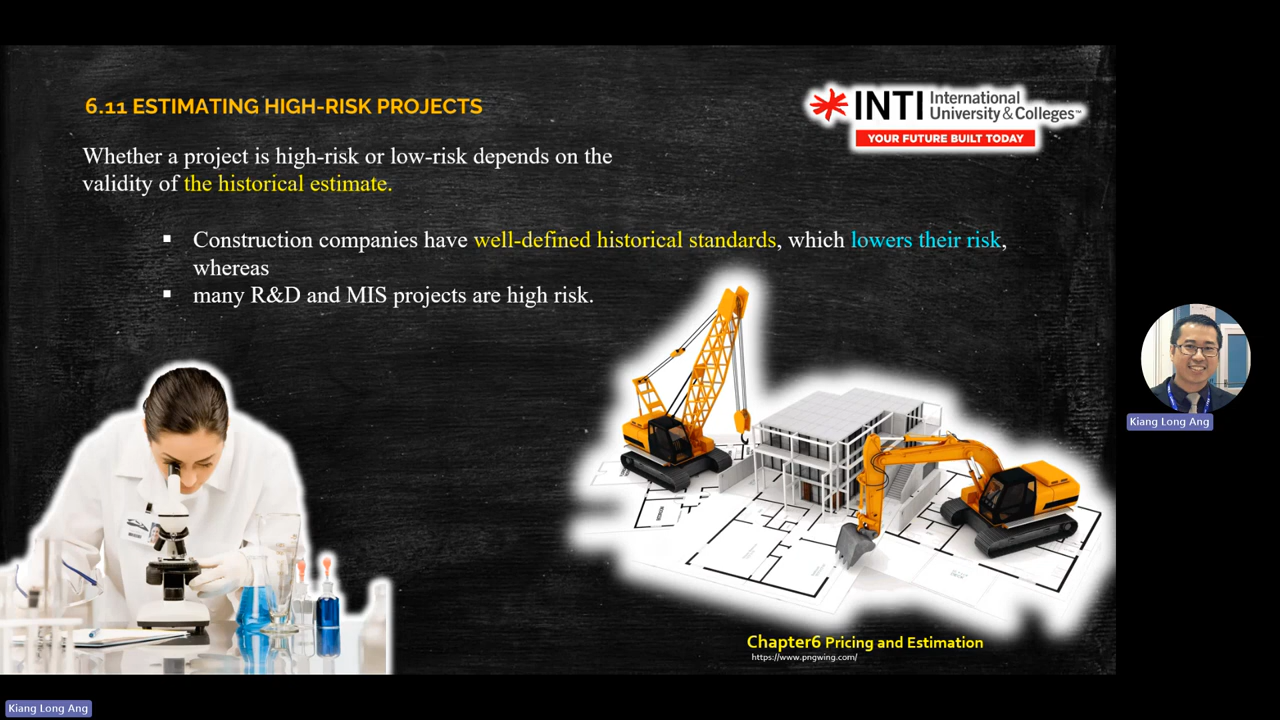 6.11 ESTIMATING HIGH-RISK PROJECTS
INTI International
University & Colleges™
YOUR FUTURE BUILT TODAY
Whether a project is high-risk or low-risk depends on the
validity of the historical estimate.
▪ Construction companies have well-defined historical standards, which lowers their risk,
whereas
▪ many R&D and MIS projects are high risk.
Kiang Long Ang
Chapter6 Pricing and Estimation
https://www.pngwing.com/
Kiang Long Ang